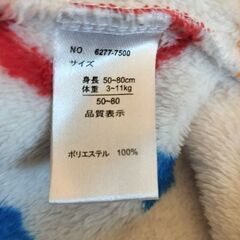 NO. 6277-7500
サイズ
身長 50~80cm
体重 3~11kg
50~80
品質表示
ポリエステル 100%